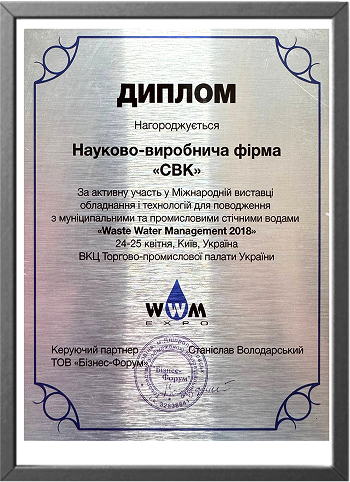 ДИПЛОМ
Нагороджується
Науково-виробнича фірма
«СВК»
За активну участь у Міжнародній виставці
обладнання і технологій для поводження
з муніципальними та промисловими стічними водами
«Waste Water Management 2018»
24-25 квітня, Київ, Україна
ВКЦ Торгово-промислової палати України
WWM
EXPO
Керуючий партнер Станіслав Володарський
ТОВ «Бізнес-Форум»
"Бізнес-
Форум"